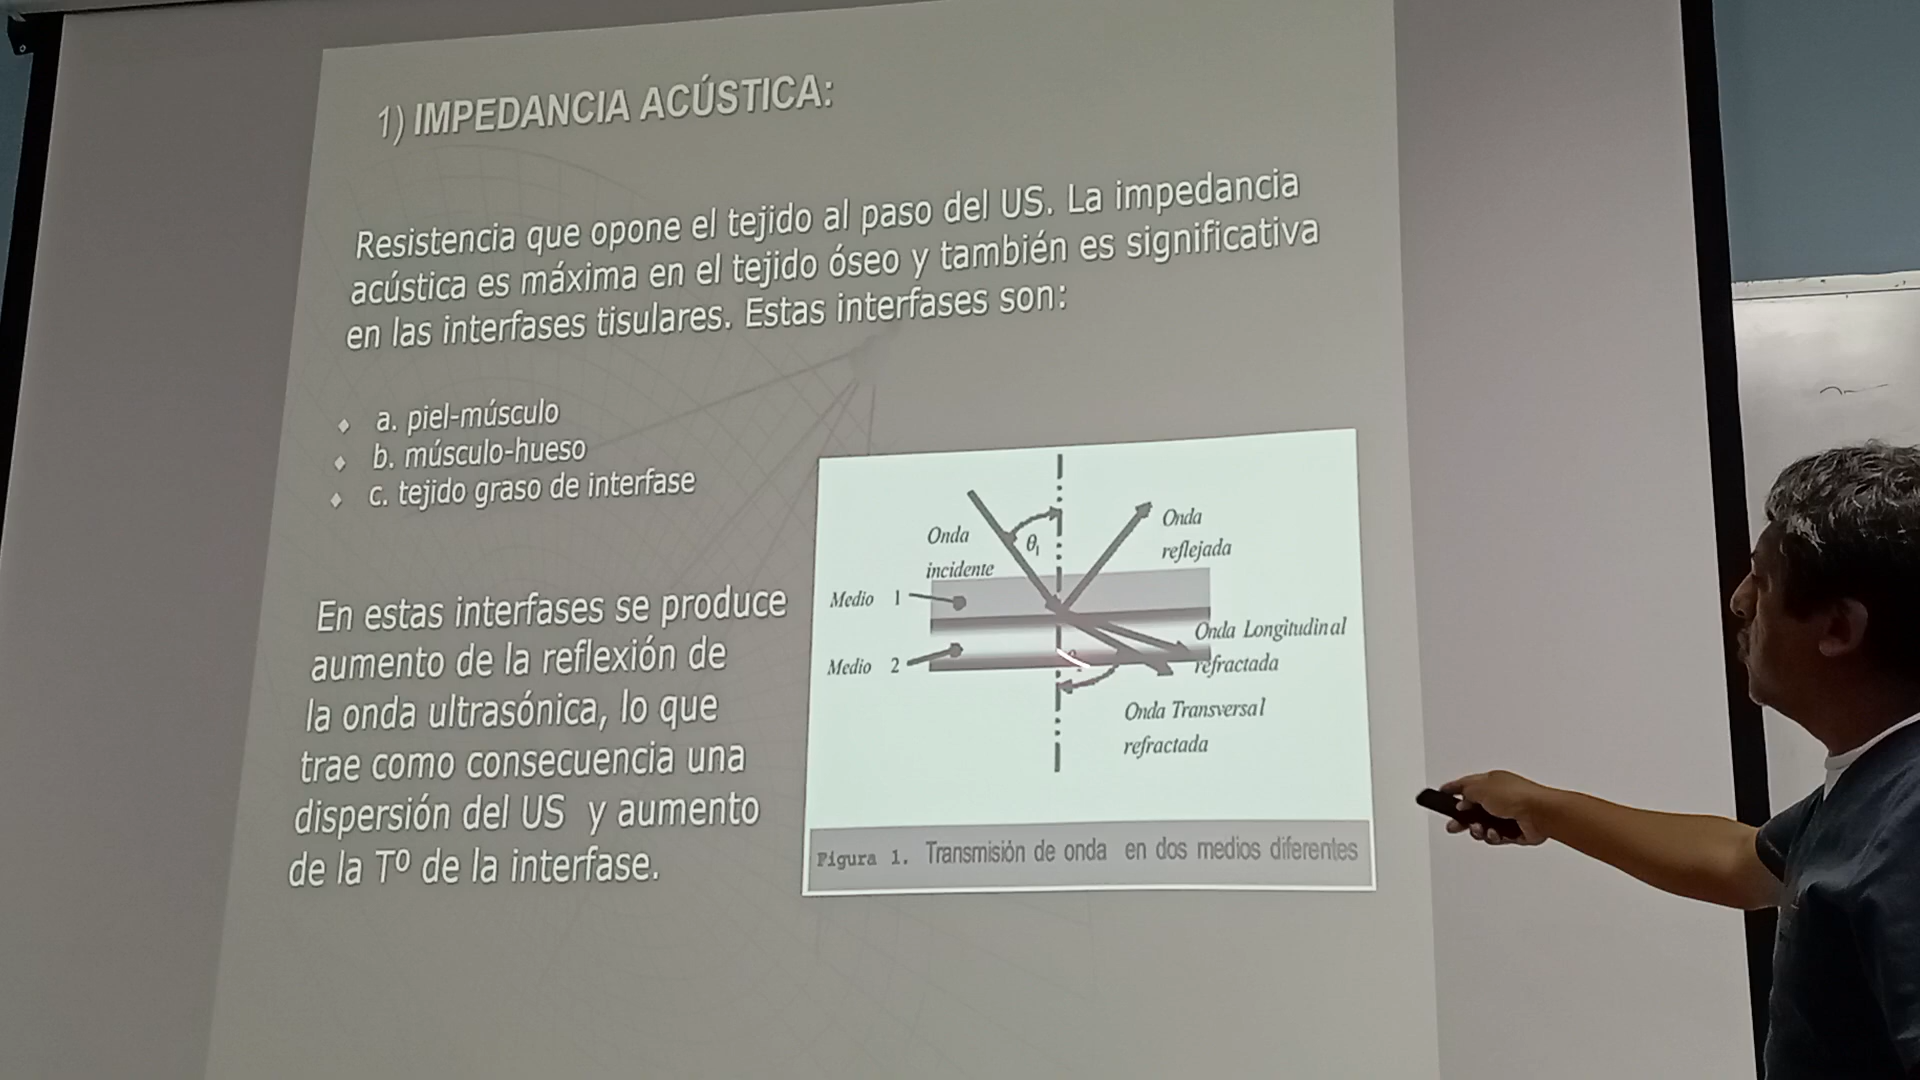 1) IMPEDANCIA ACÚSTICA:
Resistencia que opone el tejido al paso del US. La impedancia
acústica es máxima en el tejido óseo y también es significativa
en las interfases tisulares. Estas interfases son:
a. piel-músculo
b. músculo-hueso
c. tejido graso de interfase
En estas interfases se produce
aumento de la reflexión de
la onda ultrasónica, lo que
trae como consecuencia una
dispersión del US y aumento
de la Tº de la interfase.
Onda
incidente
θ₁
Onda
reflejada
Medio 1
Medio 2
Onda Longitudinal
refractada
Onda Transversal
refractada
Figura 1. Transmisión de onda en dos medios diferentes